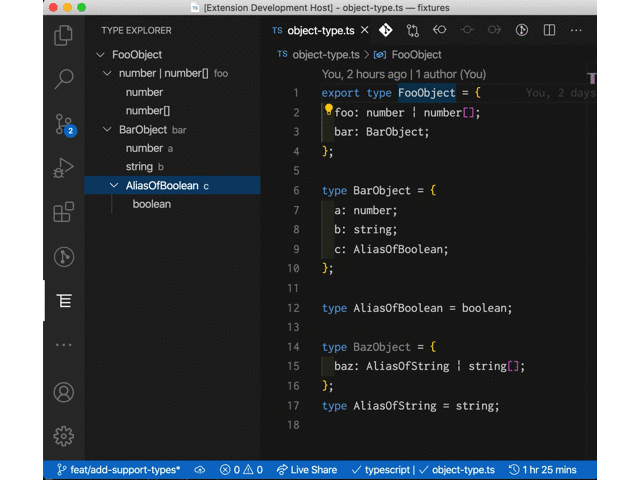 [Extension Development Host] - object-type.ts — fixtures
TYPE EXPLORER
FooObject
number | number[] foo
number
number[]
BarObject bar
number a
string b
AliasOfBoolean c
boolean
2
TS object-type.ts
TS object-type.ts > FooObject
You, 2 hours ago | 1 author (You)
1 export type FooObject = { You, 2 days
2 foo: number | number[];
3 bar: BarObject;
4 };
5
6 type BarObject = {
7 a: number;
8 b: string;
9 c: AliasOfBoolean;
10 };
11
12 type AliasOfBoolean = boolean;
13
14 type BazObject = {
15 baz: AliasOfString | string[];
16 };
17 type AliasOfString = string;
18
feat/add-support-types* 0 0 Live Share typescript | object-type.ts 1 hr 25 mins